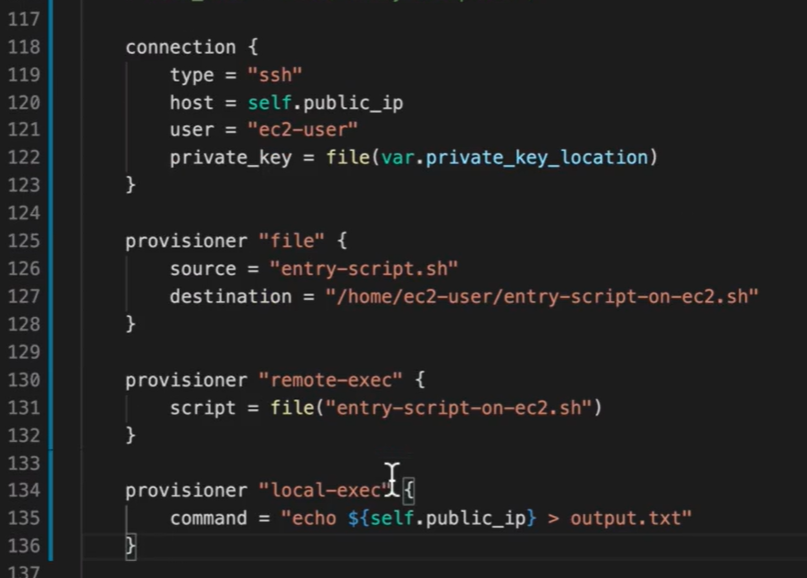 117
118 connection {
119 type = "ssh"
120 host = self.public_ip
121 user = "ec2-user"
122 private_key = file(var.private_key_location)
123 }
124
125 provisioner "file" {
126 source = "entry-script.sh"
127 destination = "/home/ec2-user/entry-script-on-ec2.sh"
128 }
129
130 provisioner "remote-exec" {
131 script = file("entry-script-on-ec2.sh")
132 }
133
134 provisioner "local-exec" {
135 command = "echo ${self.public_ip} > output.txt"
136 }
137